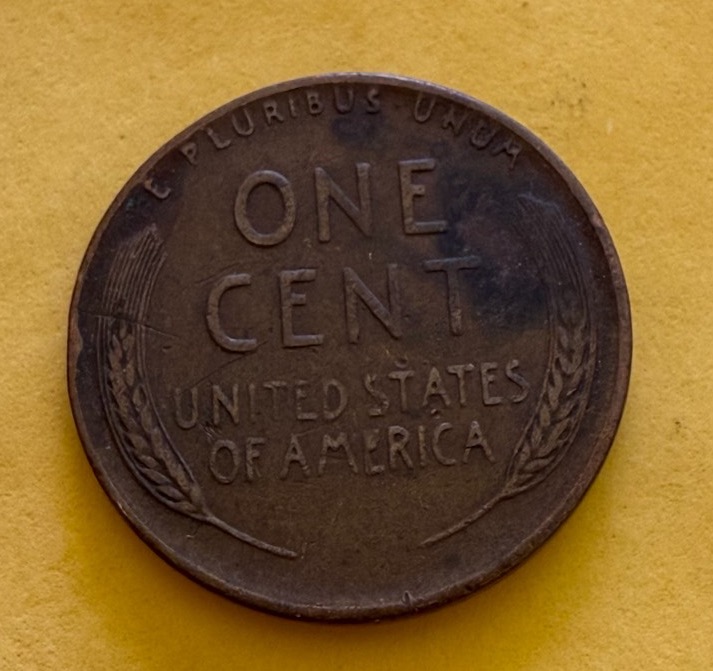 E PLURIBUS UNUM
ONE
CENT
UNITED STATES
OF AMERICA